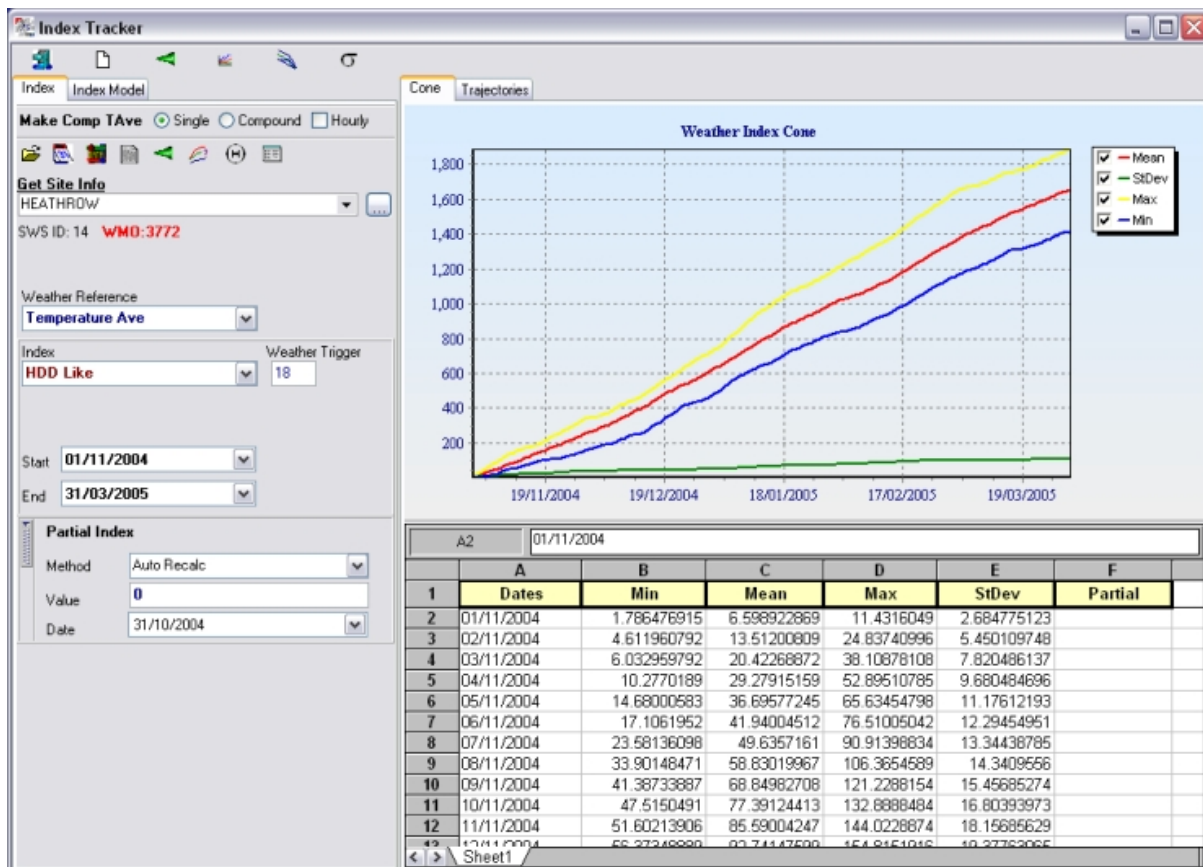 Index Tracker
σ
Index Index Model
Make Comp TAve Single Compound Hourly
Get Site Info
HEATHROW ...
SWS ID: 14 WMO:3772
Weather Reference
Temperature Ave
Index Weather Trigger
HDD Like 18
Start 01/11/2004
End 31/03/2005
Partial Index
Method Auto Recalc
Value 0
Date 31/10/2004
Cone Trajectories
Weather Index Cone
1,800
1,600
1,400
1,200
1,000
800
600
400
200
19/11/2004 19/12/2004 18/01/2005 17/02/2005 19/03/2005
Mean
StDev
Max
Min
A2 01/11/2004
A B C D E F
1 Dates Min Mean Max StDev Partial
2 01/11/2004 1.786476915 6.598922869 11.4316049 2.684775123
3 02/11/2004 4.611960792 13.51200809 24.83740996 5.450109748
4 03/11/2004 6.032959792 20.42268872 38.10878108 7.820486137
5 04/11/2004 10.2770189 29.27915159 52.89510785 9.680484696
6 05/11/2004 14.68000583 36.69577245 65.63454798 11.17612193
7 06/11/2004 17.1061952 41.94004512 76.51005042 12.29454951
8 07/11/2004 23.58136098 49.6357161 90.91398834 13.34438785
9 08/11/2004 33.90148471 58.83019967 106.3654589 14.3409556
10 09/11/2004 41.38733887 68.84982708 121.2288154 15.45685274
11 10/11/2004 47.5150491 77.39124413 132.8888484 16.80393973
12 11/11/2004 51.60213906 85.59004247 144.0228874 18.15685629
13 12/11/2004
Sheet1